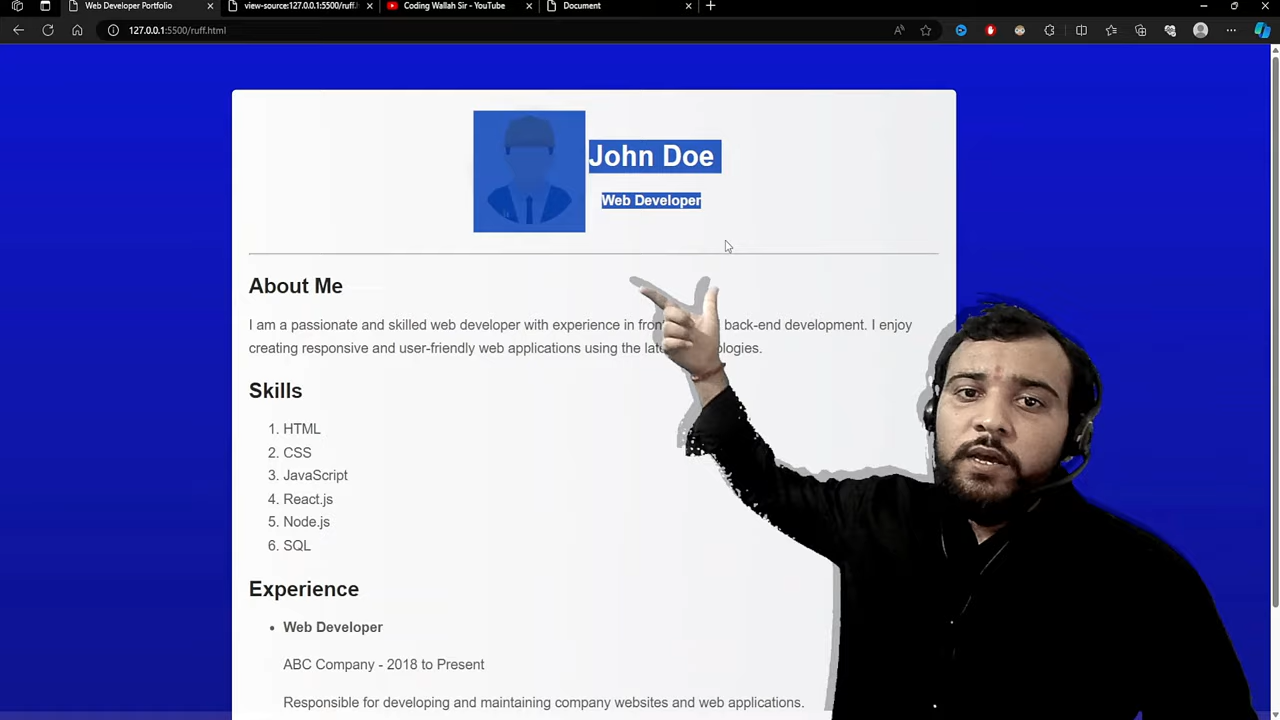 Web Developer Portfolio
view-source:127.0.0.1:5500/ruff.h
Coding Wallah Sir - YouTube
Document
127.0.0.1:5500/ruff.html
John Doe
Web Developer
About Me
I am a passionate and skilled web developer with experience in back-end development. I enjoy
creating responsive and user-friendly web applications using the
Skills
1. HTML
2. CSS
3. JavaScript
4. React.js
5. Node.js
6. SQL
Experience
• Web Developer
ABC Company - 2018 to Present
Responsible for developing and maintaining company websites and web applications.